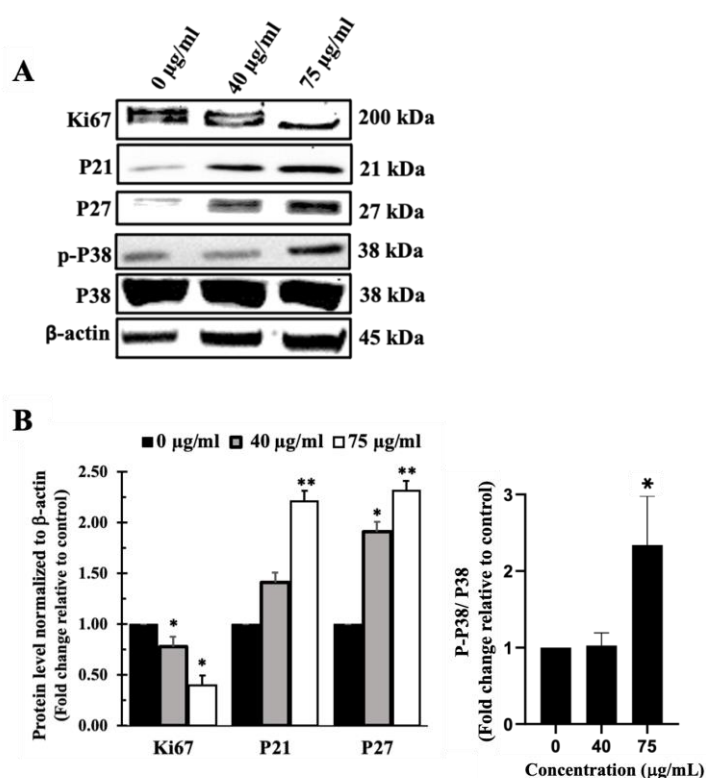 A
0 µg/ml 40 µg/ml 75 µg/ml
Ki67 200 kDa
P21 21 kDa
P27 27 kDa
p-P38 38 kDa
P38 38 kDa
β-actin 45 kDa
B
0 µg/ml 40 µg/ml 75 µg/ml
Protein level normalized to β-actin
(Fold change relative to control)
2.50
2.00
1.50
1.00
0.50
0.00
* * ** * **
Ki67 P21 P27
P-P38/ P38
(Fold change relative to control)
3
2
1
0
*
0 40 75
Concentration (µg/mL)